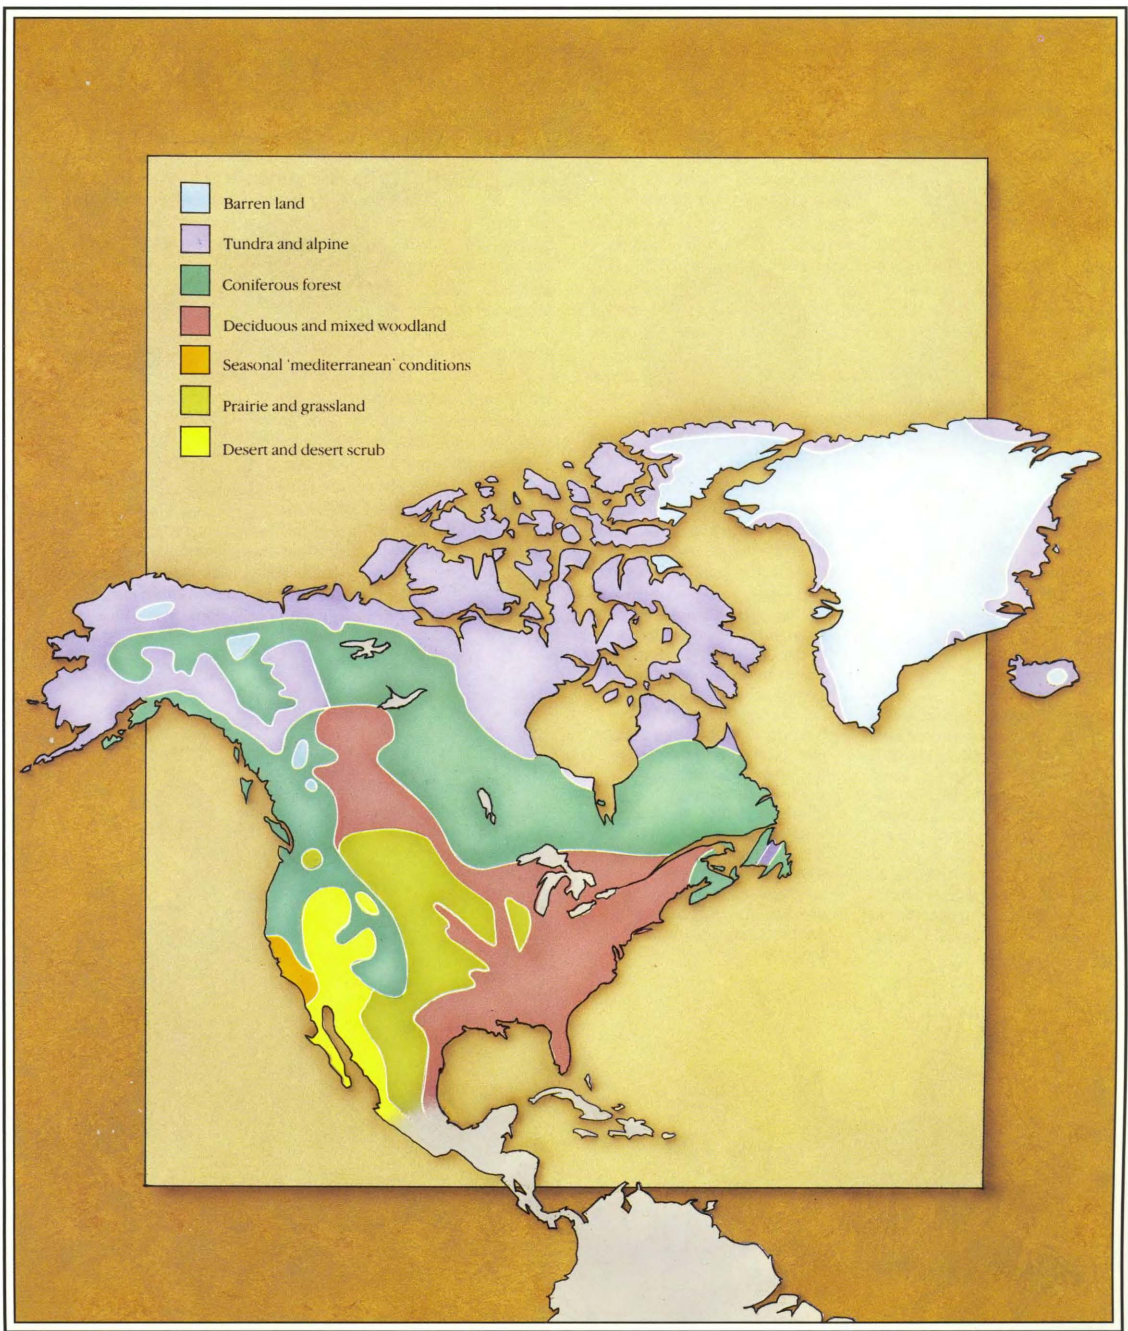 Barren land
Tundra and alpine
Coniferous forest
Deciduous and mixed woodland
Seasonal 'mediterranean' conditions
Prairie and grassland
Desert and desert scrub